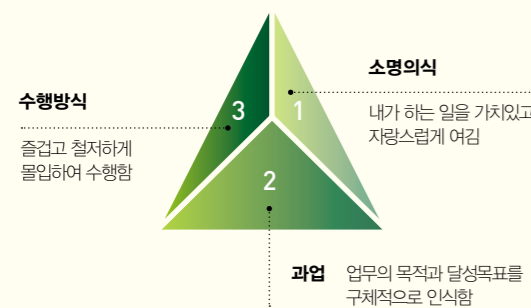 소명의식
내가 하는 일을 가치있고
자랑스럽게 여김
수행방식
즐겁고 철저하게
몰입하여 수행함
3
1
2
과업 업무의 목적과 달성목표를
구체적으로 인식함